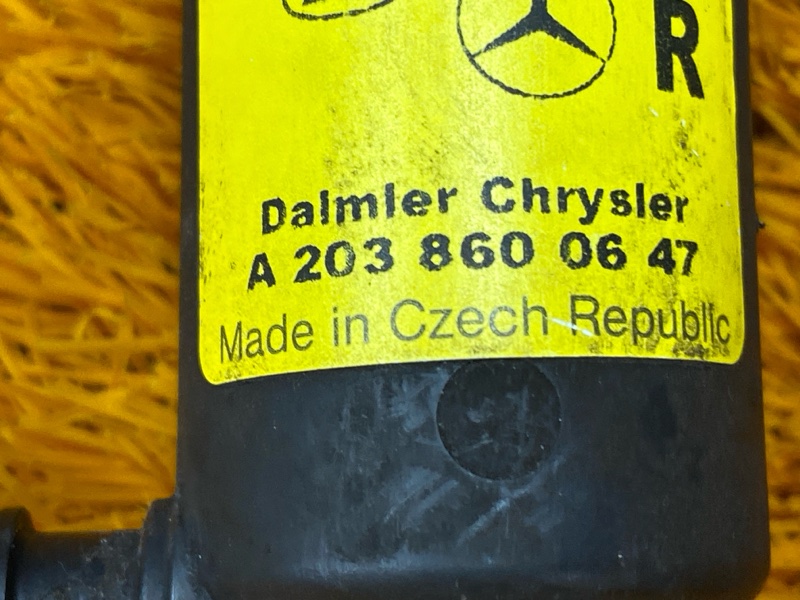 R
Daimler Chrysler
A 203 860 06 47
Made in Czech Republic